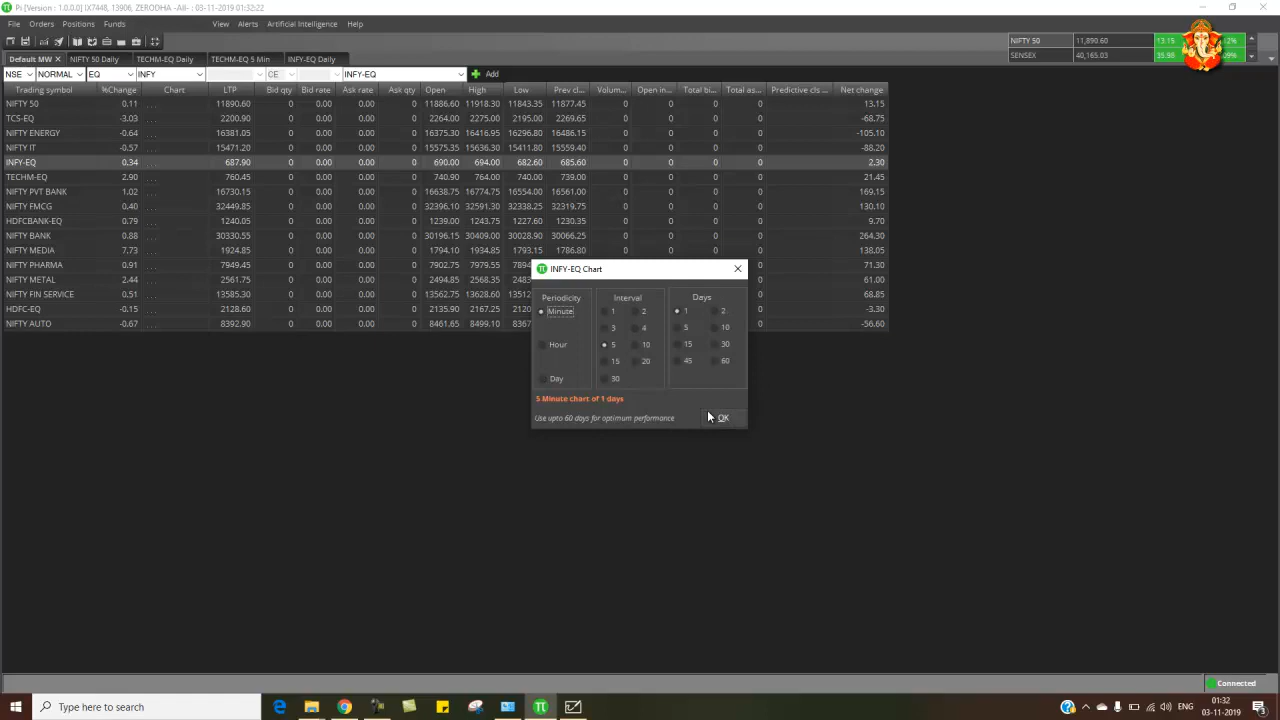 Pi [Version : 1.0.0.0] IX7448, 13906, ZERODHA -All- : 03-11-2019 01:32:22
File Orders Positions Funds View Alerts Artificial Intelligence Help
NIFTY 50 11,890.60 13.15
SENSEX 40,165.03 35.98
Default MW NIFTY 50 Daily TECHM-EQ Daily TECHM-EQ 5 Min INFY-EQ Daily
NSE NORMAL EQ INFY CE INFY-EQ Add
Trading symbol %Change Chart LTP Bid qty Bid rate Ask rate Ask qty Open High Low Prev cl... Volum... Open in... Total bi... Total as... Predictive cls ... Net change
NIFTY 50 0.11 ... 11890.60 0 0.00 0.00 0 11886.60 11918.30 11843.35 11877.45 0 0 0 0 13.15
TCS-EQ -3.03 ... 2200.90 0 0.00 0.00 0 2264.00 2275.00 2195.00 2269.65 0 0 0 0 -68.75
NIFTY ENERGY -0.64 ... 16381.05 0 0.00 0.00 0 16375.30 16416.95 16296.80 16486.15 0 0 0 0 -105.10
NIFTY IT -0.57 ... 15471.20 0 0.00 0.00 0 15575.35 15636.30 15411.80 15559.40 0 0 0 0 -88.20
INFY-EQ 0.34 ... 687.90 0 0.00 0.00 0 690.00 694.00 682.60 685.60 0 0 0 0 2.30
TECHM-EQ 2.90 ... 760.45 0 0.00 0.00 0 740.90 764.00 740.00 739.00 0 0 0 0 21.45
NIFTY PVT BANK 1.02 ... 16730.15 0 0.00 0.00 0 16638.75 16774.75 16554.00 16561.00 0 0 0 0 169.15
NIFTY FMCG 0.40 ... 32449.85 0 0.00 0.00 0 32396.10 32591.30 32338.25 32319.75 0 0 0 0 130.10
HDFCBANK-EQ 0.79 ... 1240.05 0 0.00 0.00 0 1239.00 1243.75 1227.60 1230.35 0 0 0 0 9.70
NIFTY BANK 0.88 ... 30330.55 0 0.00 0.00 0 30196.15 30409.00 30028.90 30066.25 0 0 0 0 264.30
NIFTY MEDIA 7.73 ... 1924.85 0 0.00 0.00 0 1794.10 1934.85 1793.15 1786.80 0 0 0 0 138.05
NIFTY PHARMA 0.91 ... 7949.45 0 0.00 0.00 0 7902.75 7979.55 7894 71.30
NIFTY METAL 2.44 ... 2561.75 0 0.00 0.00 0 2494.85 2568.35 2483 61.00
NIFTY FIN SERVICE 0.51 ... 13585.30 0 0.00 0.00 0 13562.75 13628.60 13512 68.85
HDFC-EQ -0.15 ... 2128.60 0 0.00 0.00 0 2135.90 2167.25 2120 -3.30
NIFTY AUTO -0.67 ... 8392.90 0 0.00 0.00 0 8461.65 8499.10 8367 -56.60
INFY-EQ Chart
Periodicity Interval Days
Minute 1 2 1 2
3 4 5 10
Hour 5 10 15 30
15 20 45 60
Day 30
5 Minute chart of 1 days
Use upto 60 days for optimum performance OK
Connected
Type here to search
ENG
01:32
03-11-2019